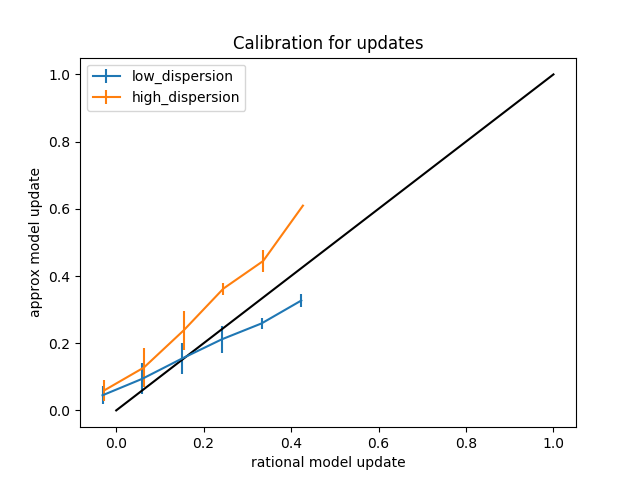 Calibration for updates
low_dispersion
high_dispersion
1.0
0.8
0.6
0.4
0.2
0.0
approx model update
0.0 0.2 0.4 0.6 0.8 1.0
rational model update